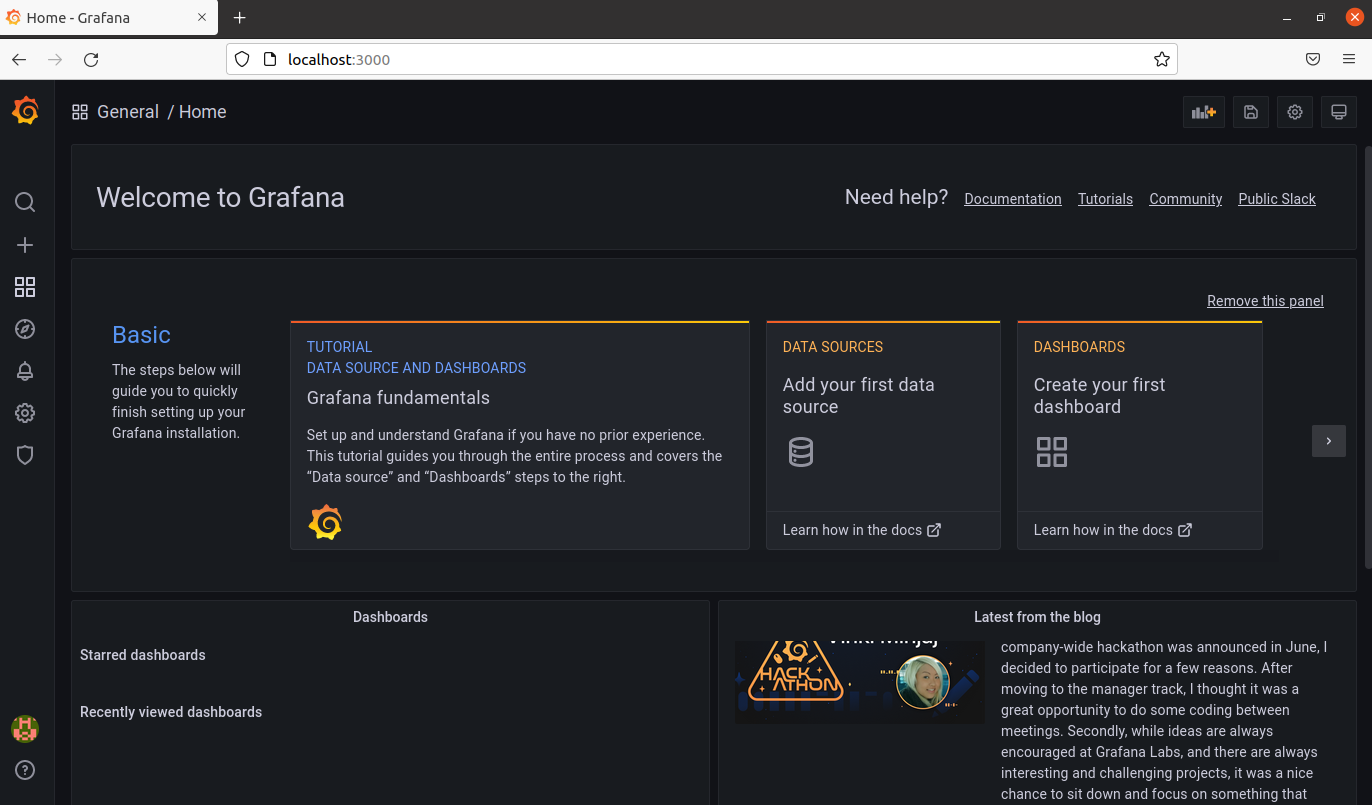 Home - Grafana
localhost:3000
General / Home
Welcome to Grafana
Need help? Documentation Tutorials Community Public Slack
Remove this panel
Basic
The steps below will
guide you to quickly
finish setting up your
Grafana installation.
TUTORIAL
DATA SOURCE AND DASHBOARDS
Grafana fundamentals
Set up and understand Grafana if you have no prior experience.
This tutorial guides you through the entire process and covers the
“Data source” and “Dashboards” steps to the right.
DATA SOURCES
Add your first data
source
Learn how in the docs
DASHBOARDS
Create your first
dashboard
Learn how in the docs
Dashboards
Starred dashboards
Recently viewed dashboards
Latest from the blog
HACK
ATHON
company-wide hackathon was announced in June, I
decided to participate for a few reasons. After
moving to the manager track, I thought it was a
great opportunity to do some coding between
meetings. Secondly, while ideas are always
encouraged at Grafana Labs, and there are always
interesting and challenging projects, it was a nice
chance to sit down and focus on something that